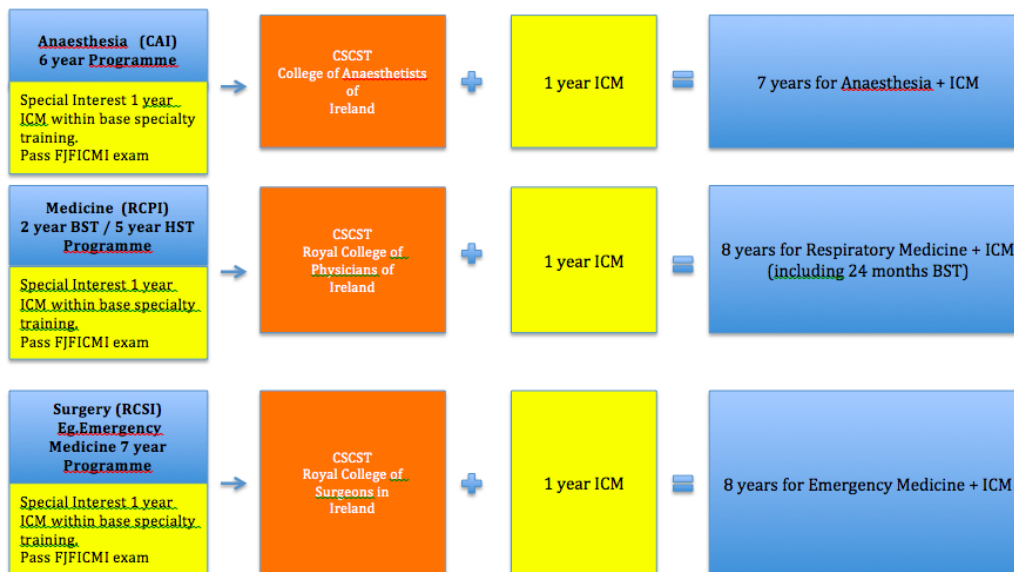 Anaesthesia (CAI)
6 year Programme
Special Interest 1 year
ICM within base specialty
training.
Pass FJFICMI exam
CSCST
College of Anaesthetists
of
Ireland
1 year ICM
7 years for Anaesthesia + ICM
Medicine (RCPI)
2 year BST / 5 year HST
Programme
Special Interest 1 year
ICM within base specialty
training.
Pass FJFICMI exam
CSCST
Royal College of
Physicians of
Ireland
1 year ICM
8 years for Respiratory Medicine + ICM
(including 24 months BST)
Surgery (RCSI)
Eg.Emergency
Medicine 7 year
Programme
Special Interest 1 year
ICM within base specialty
training.
Pass FJFICMI exam
CSCST
Royal College of
Surgeons in
Ireland
1 year ICM
8 years for Emergency Medicine + ICM